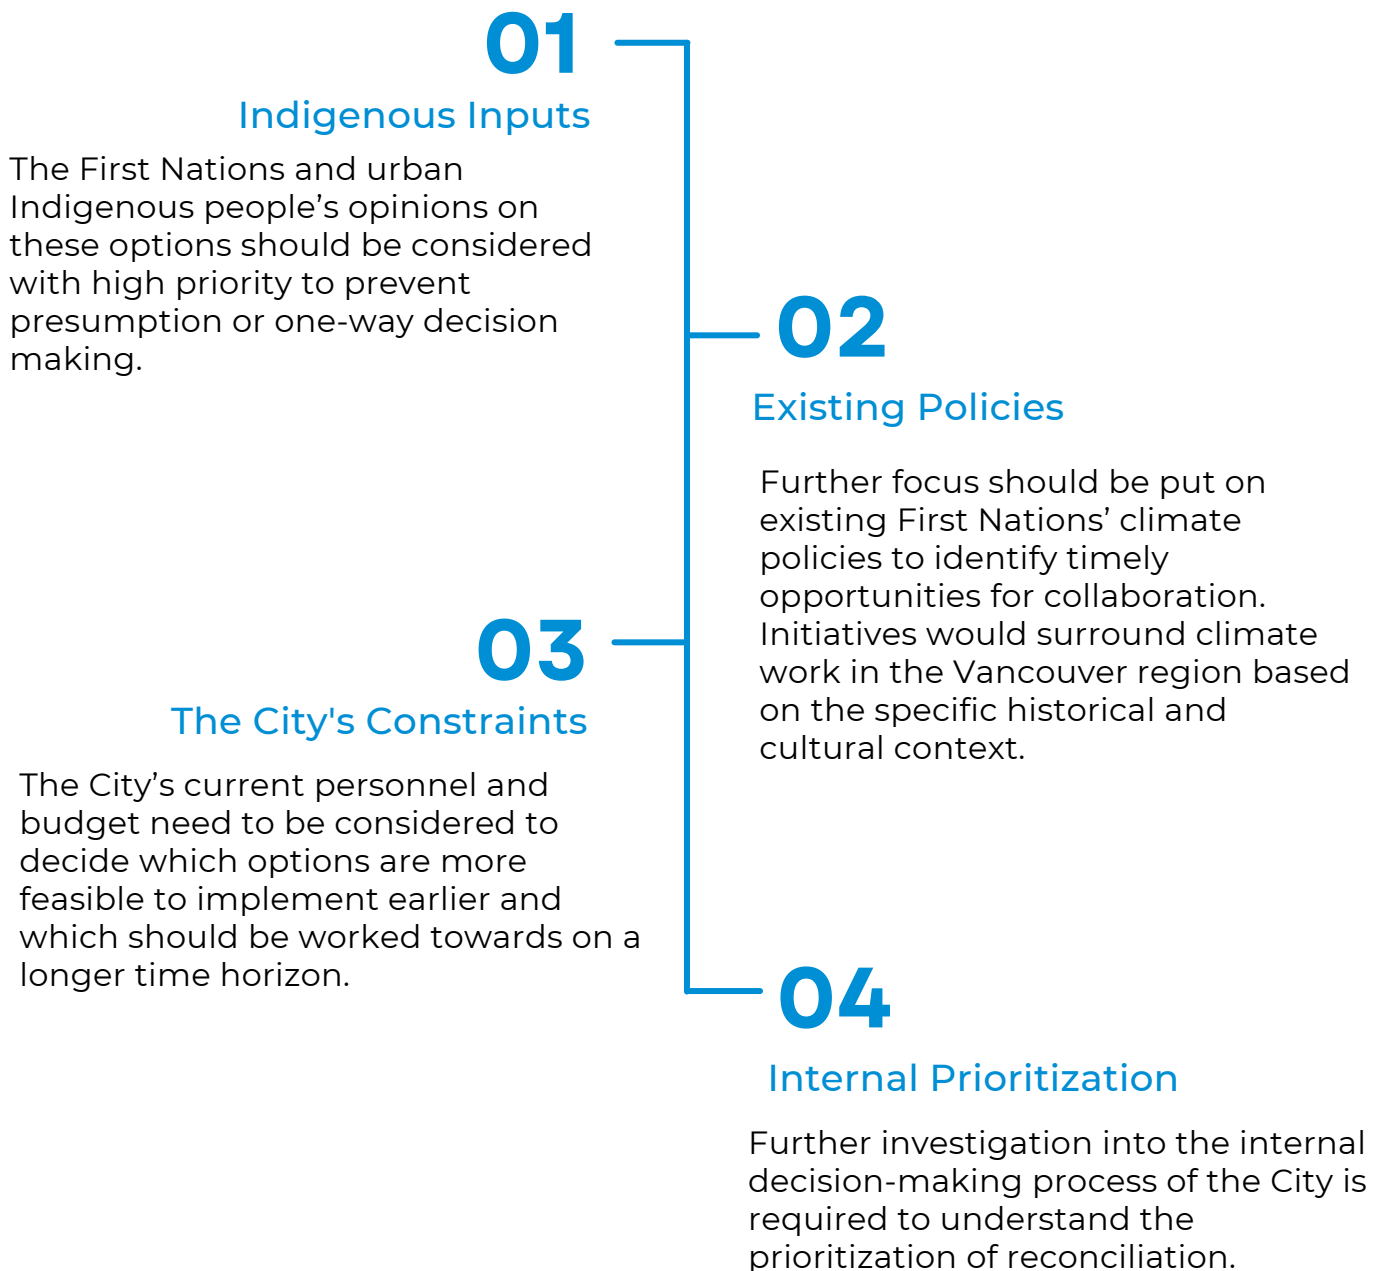 01
Indigenous Inputs
The First Nations and urban
Indigenous people’s opinions on
these options should be considered
with high priority to prevent
presumption or one-way decision
making.
02
Existing Policies
Further focus should be put on
existing First Nations’ climate
policies to identify timely
opportunities for collaboration.
Initiatives would surround climate
work in the Vancouver region based
on the specific historical and
cultural context.
03
The City's Constraints
The City’s current personnel and
budget need to be considered to
decide which options are more
feasible to implement earlier and
which should be worked towards on a
longer time horizon.
04
Internal Prioritization
Further investigation into the internal
decision-making process of the City is
required to understand the
prioritization of reconciliation.